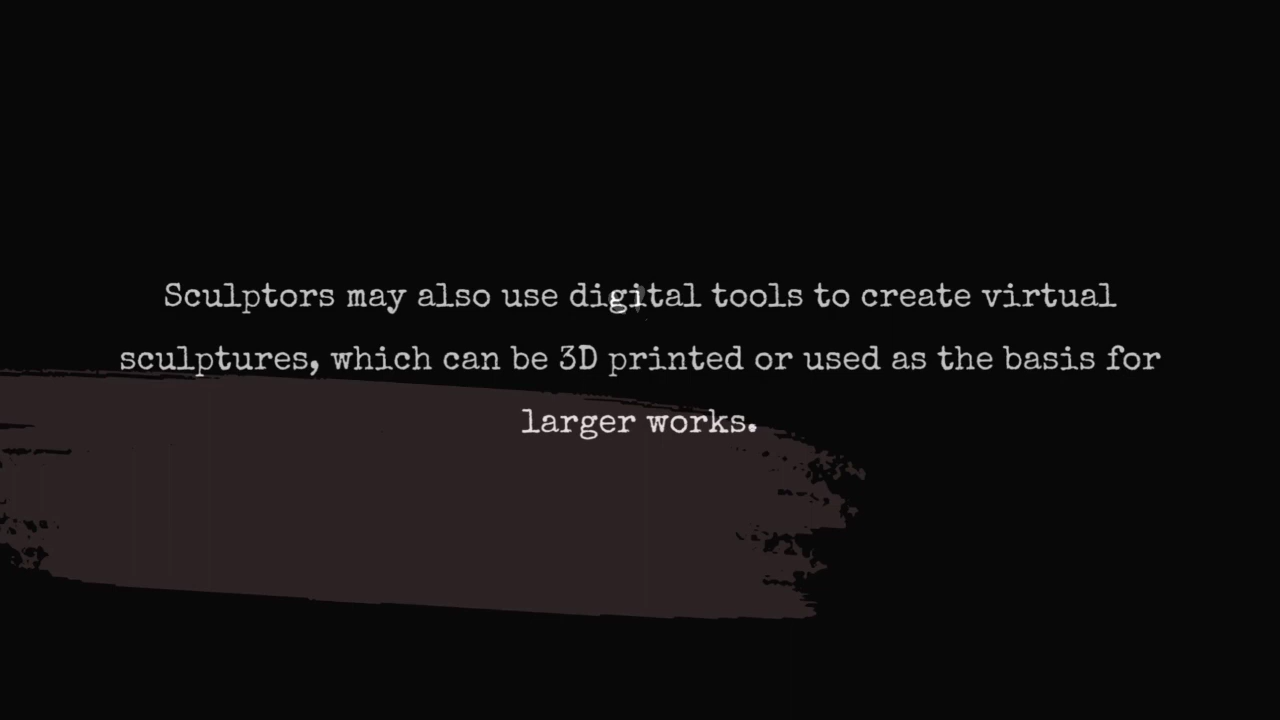 Sculptors may also use digital tools to create virtual
sculptures, which can be 3D printed or used as the basis for
larger works.